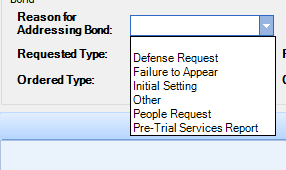 Bond
Reason for
Addressing Bond:
Requested Type:
Ordered Type:
Defense Request
Failure to Appear
Initial Setting
Other
People Request
Pre-Trial Services Report